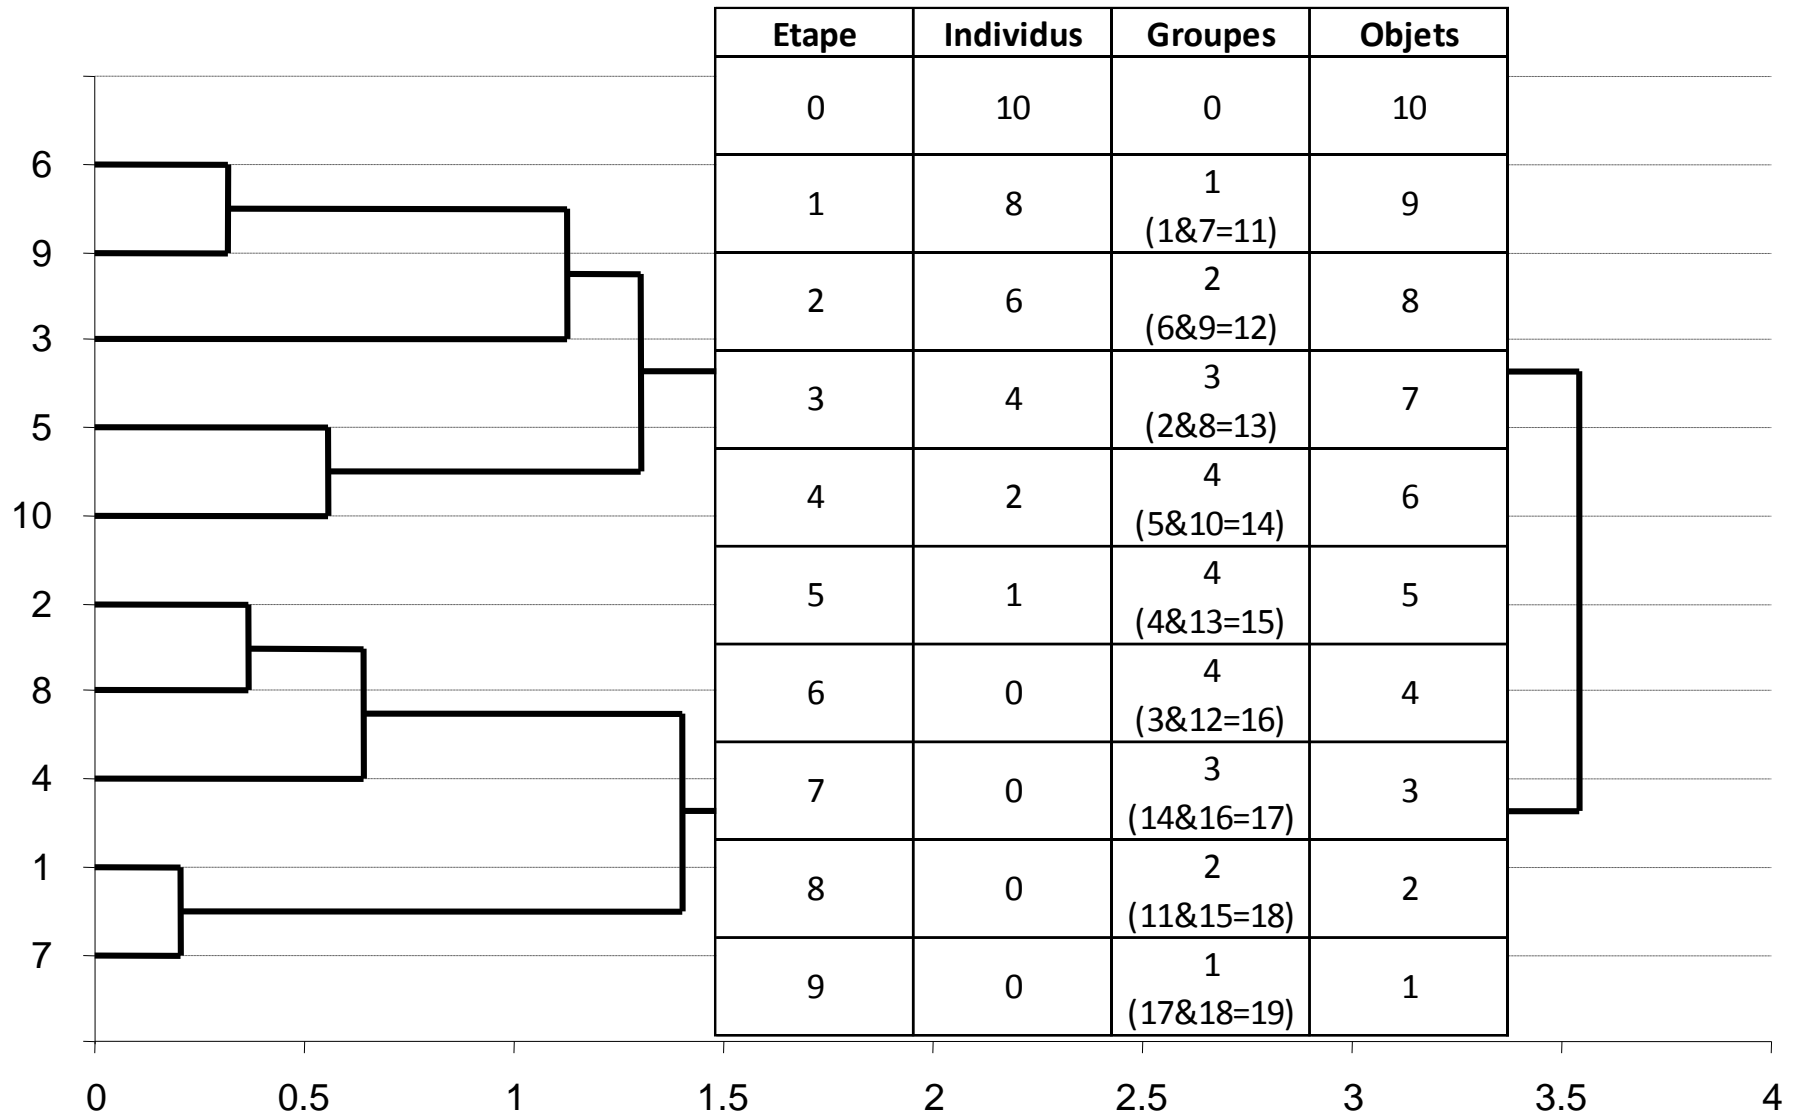 Etape Individus Groupes Objets
0 10 0 10
1 8 1 (1&7=11) 9
2 6 2 (6&9=12) 8
3 4 3 (2&8=13) 7
4 2 4 (5&10=14) 6
5 1 4 (4&13=15) 5
6 0 4 (3&12=16) 4
7 0 3 (14&16=17) 3
8 0 2 (11&15=18) 2
9 0 1 (17&18=19) 1
6
9
3
5
10
2
8
4
1
7
0 0.5 1 1.5 2 2.5 3 3.5 4